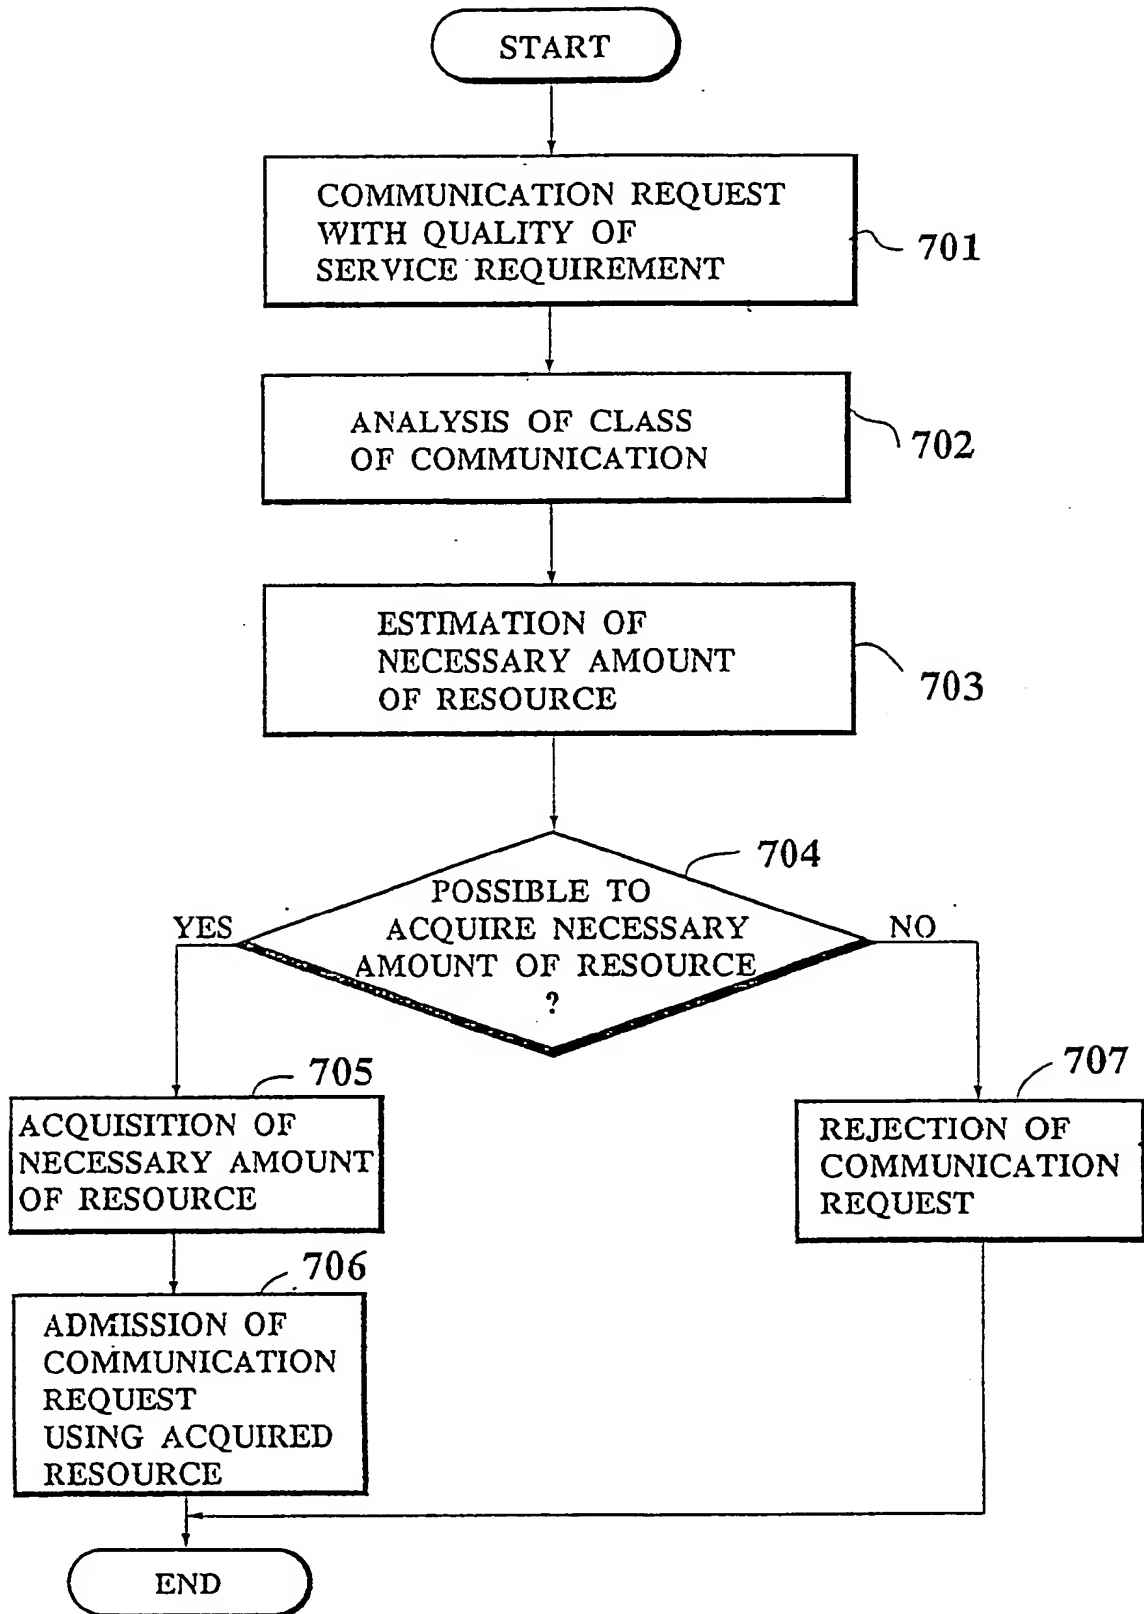 START
COMMUNICATION REQUEST
WITH QUALITY OF
SERVICE REQUIREMENT
701
ANALYSIS OF CLASS
OF COMMUNICATION
702
ESTIMATION OF
NECESSARY AMOUNT
OF RESOURCE
703
704
POSSIBLE TO
ACQUIRE NECESSARY
AMOUNT OF RESOURCE
?
YES
NO
705
ACQUISITION OF
NECESSARY AMOUNT
OF RESOURCE
707
REJECTION OF
COMMUNICATION
REQUEST
706
ADMISSION OF
COMMUNICATION
REQUEST
USING ACQUIRED
RESOURCE
END